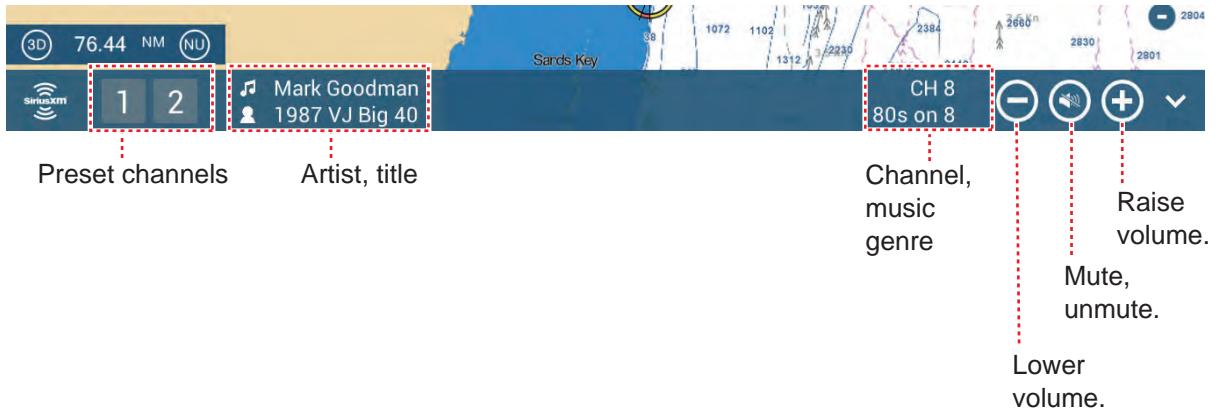 1072
1102
2384
2660
2804
38
2830
2801
1312
2230
3D 76.44 NM NU
Sands Key
siriusxm
1 2
Mark Goodman
1987 VJ Big 40
CH 8
80s on 8
Preset channels
Artist, title
Channel,
music
genre
Raise
volume.
Mute,
unmute.
Lower
volume.